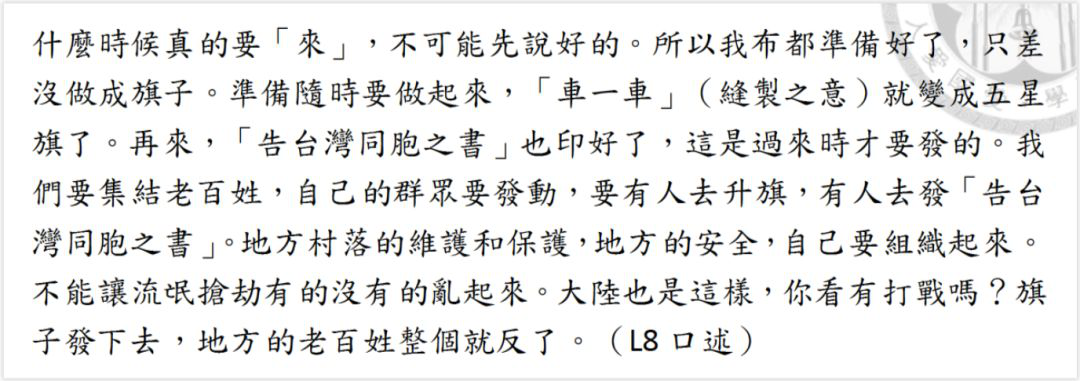 什麼時候真的要「來」，不可能先說好的。所以我布都準備好了，只差
沒做成旗子。準備隨時要做起來，「車一車」（縫製之意）就變成五星
旗了。再來，「告台灣同胞之書」也印好了，這是過來時才要發的。我
們要集結老百姓，自己的群眾要發動，要有人去升旗，有人去發「告台
灣同胞之書」。地方村落的維護和保護，地方的安全，自己要組織起來。
不能讓流氓搶劫有的沒有的亂起來。大陸也是這樣，你看有打戰嗎？旗
子發下去，地方的老百姓整個就反了。（L8 口述）